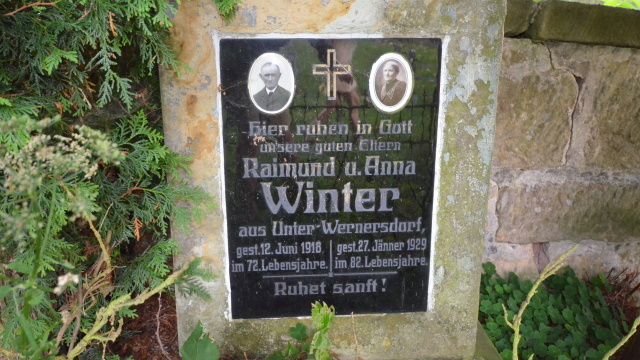 Hier ruhen in Gott
unsere guten Eltern
Raimund u. Anna
Winter
aus Unter-Wernersdorf,
gest. 12. Juni 1918 gest. 27. Jänner 1929
im 72. Lebensjahre. im 82. Lebensjahre.
Ruhet sanft!